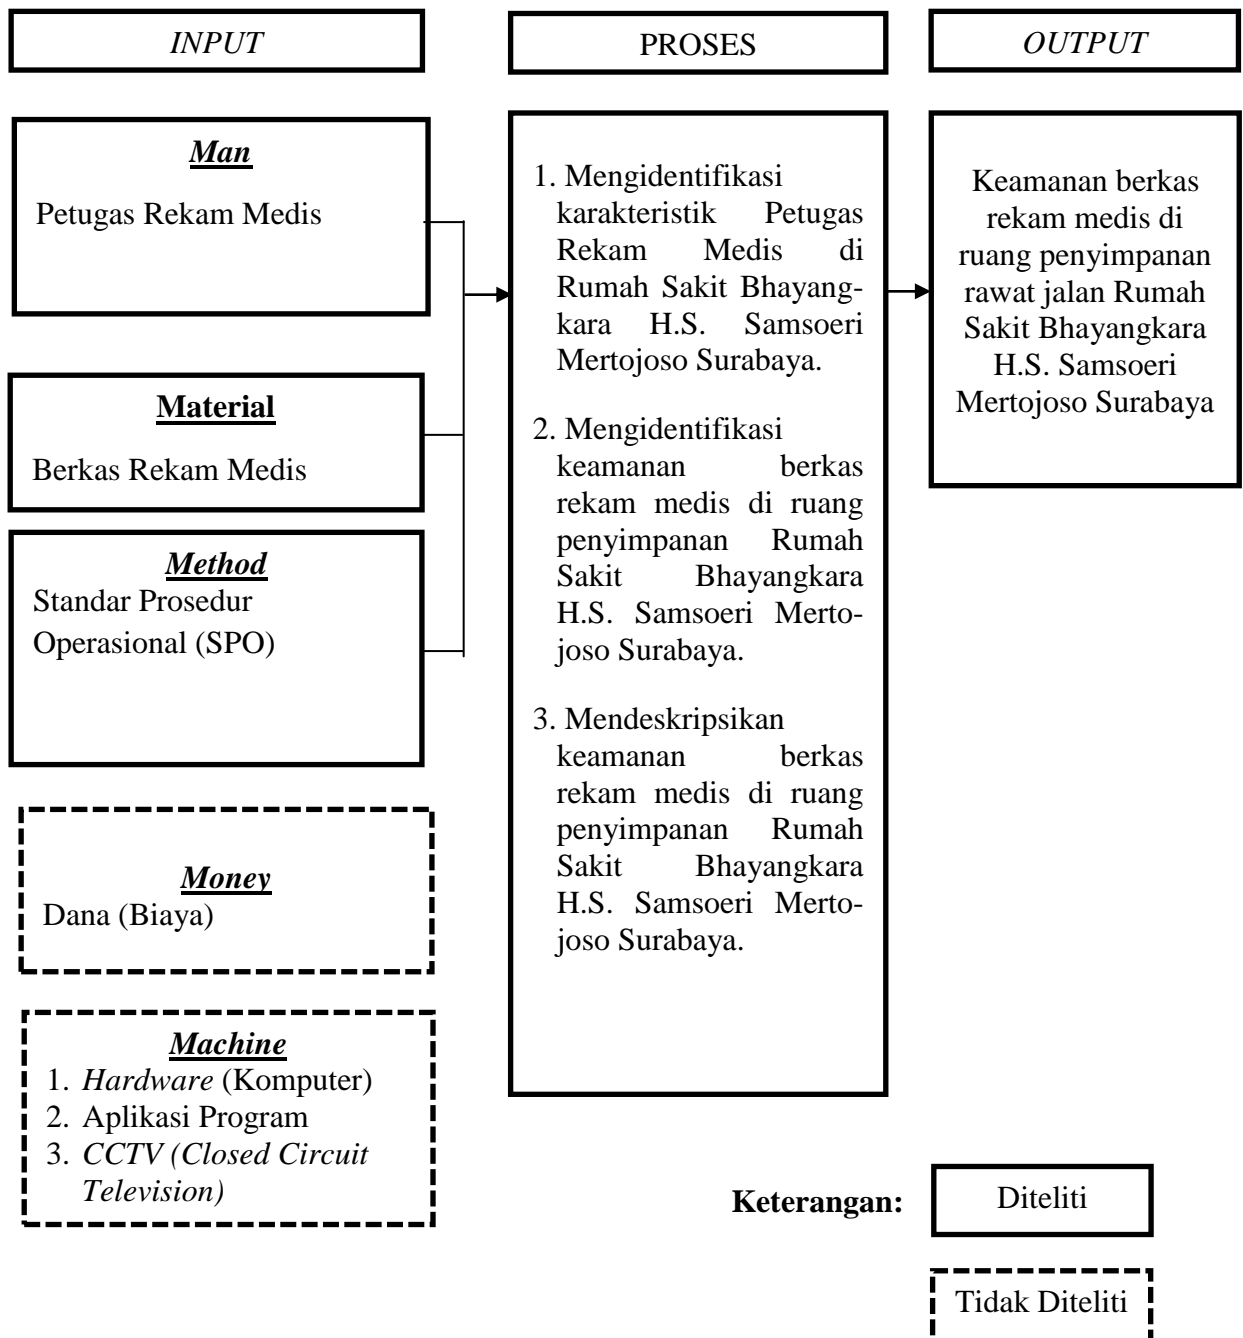 INPUT
PROSES
OUTPUT
Man
Petugas Rekam Medis
Material
Berkas Rekam Medis
Method
Standar Prosedur
Operasional (SPO)
Money
Dana (Biaya)
Machine
1. Hardware (Komputer)
2. Aplikasi Program
3. CCTV (Closed Circuit
Television)
1. Mengidentifikasi
karakteristik Petugas
Rekam Medis di
Rumah Sakit Bhayang-
kara H.S. Samsoeri
Mertojoso Surabaya.
2. Mengidentifikasi
keamanan berkas
rekam medis di ruang
penyimpanan Rumah
Sakit Bhayangkara
H.S. Samsoeri Merto-
joso Surabaya.
3. Mendeskripsikan
keamanan berkas
rekam medis di ruang
penyimpanan Rumah
Sakit Bhayangkara
H.S. Samsoeri Merto-
joso Surabaya.
Keamanan berkas
rekam medis di
ruang penyimpanan
rawat jalan Rumah
Sakit Bhayangkara
H.S. Samsoeri
Mertojoso Surabaya
Keterangan:
Diteliti
Tidak Diteliti